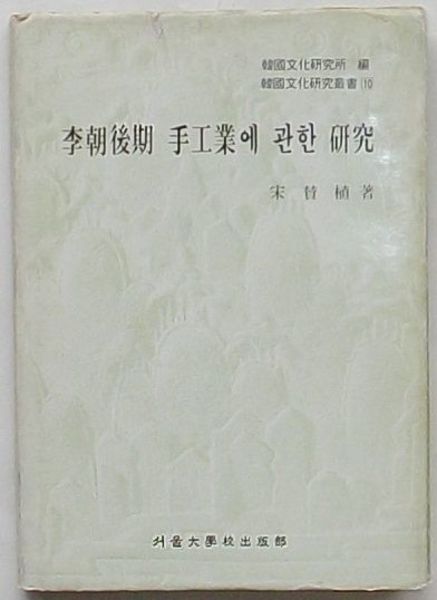 韓國文化硏究所 編
韓國文化硏究叢書 (10)
李朝後期 手工業에 관한 硏究
宋贊植 著
서울大學校出版部